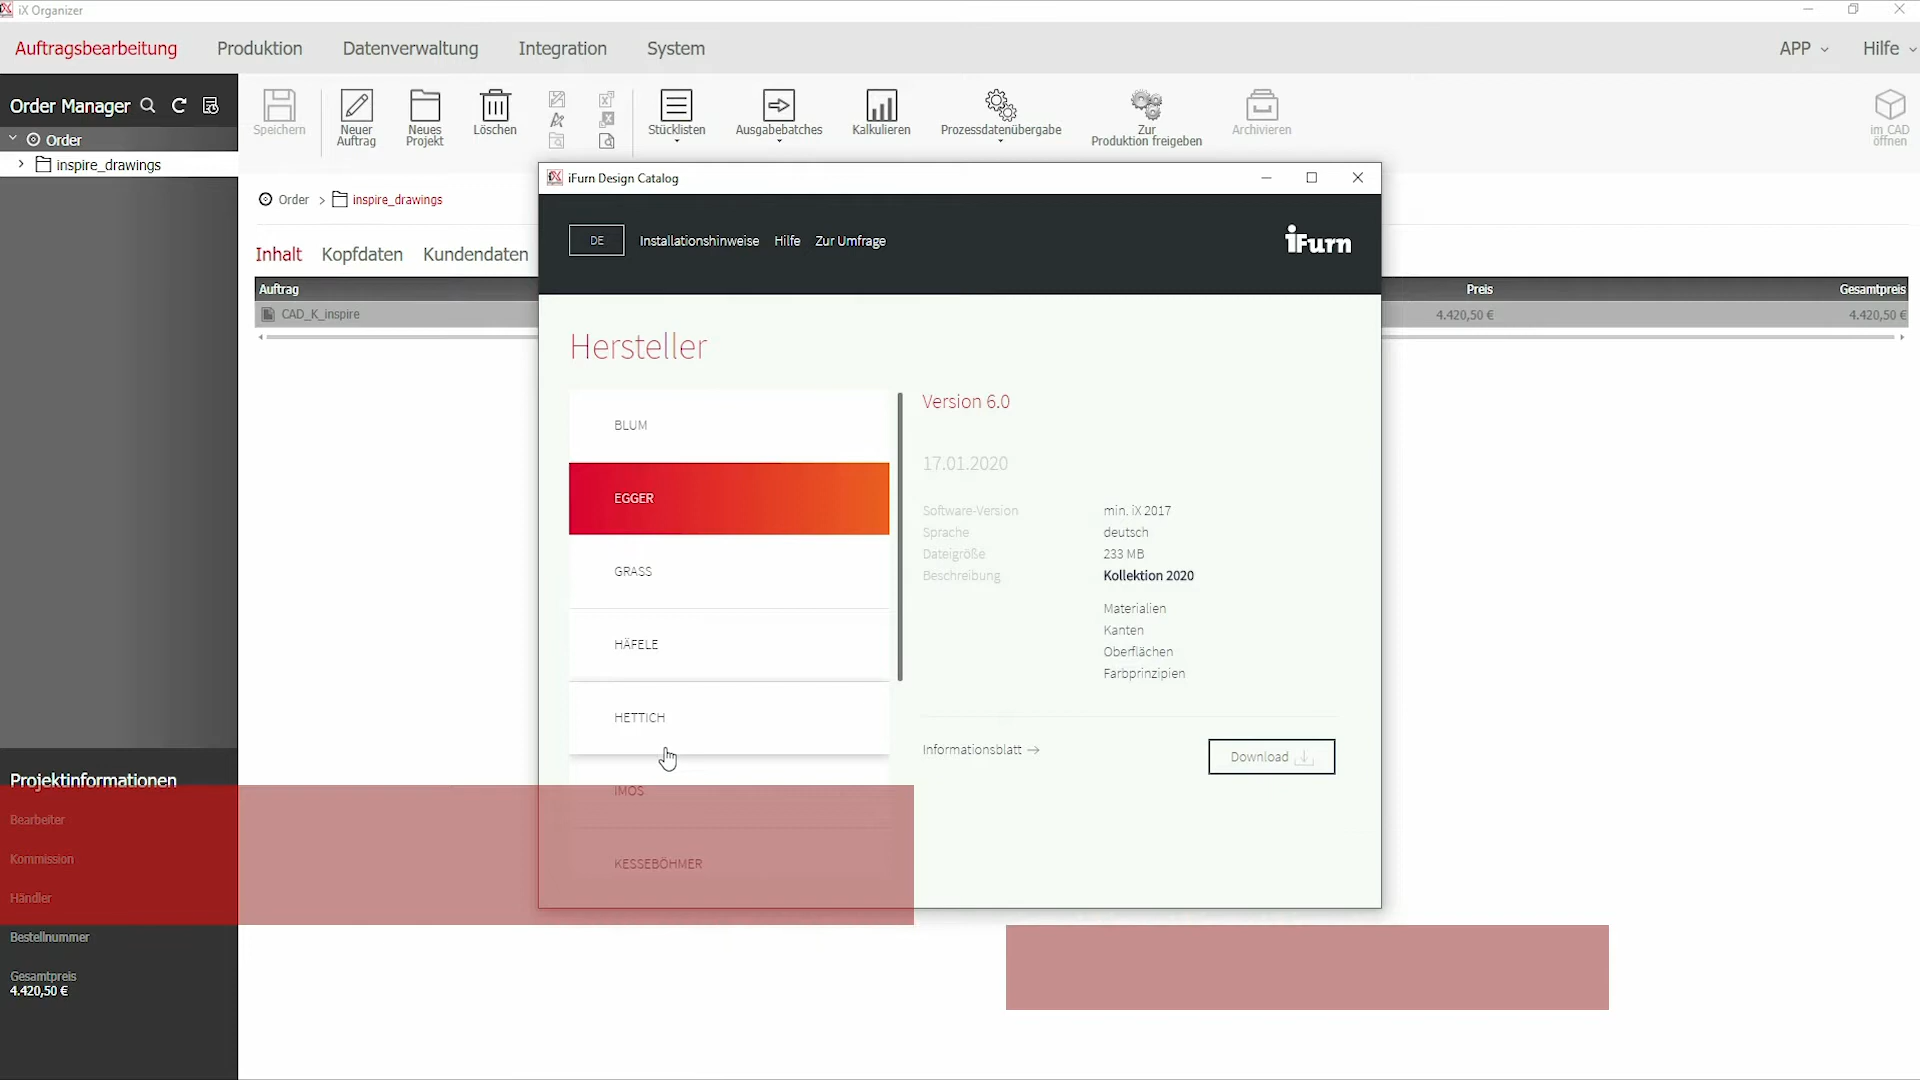 iX Organizer
Auftragsbearbeitung Produktion Datenverwaltung Integration System APP Hilfe
Order Manager
Order
inspire_drawings
Speichern
Neuer Auftrag
Neues Projekt
Löschen
Stücklisten
Ausgabebatches
Kalkulieren
Prozessdatenübergabe
Zur Produktion freigeben
Archivieren
im CAD öffnen
Order > inspire_drawings
Inhalt Kopfdaten Kundendaten
Auftrag Preis Gesamtpreis
CAD_K_inspire 4.420,50 € 4.420,50 €
iFurn Design Catalog
DE Installationshinweise Hilfe Zur Umfrage iFurn
Hersteller
BLUM
EGGER
GRASS
HÄFELE
HETTICH
IMOS
KESSEBÖHMER
Version 6.0
17.01.2020
Software-Version min. iX 2017
Sprache deutsch
Dateigröße 233 MB
Beschreibung Kollektion 2020
Materialien
Kanten
Oberflächen
Farbprinzipien
Informationsblatt →
Download
Projektinformationen
Bearbeiter
Kommission
Händler
Bestellnummer
Gesamtpreis
4.420,50 €